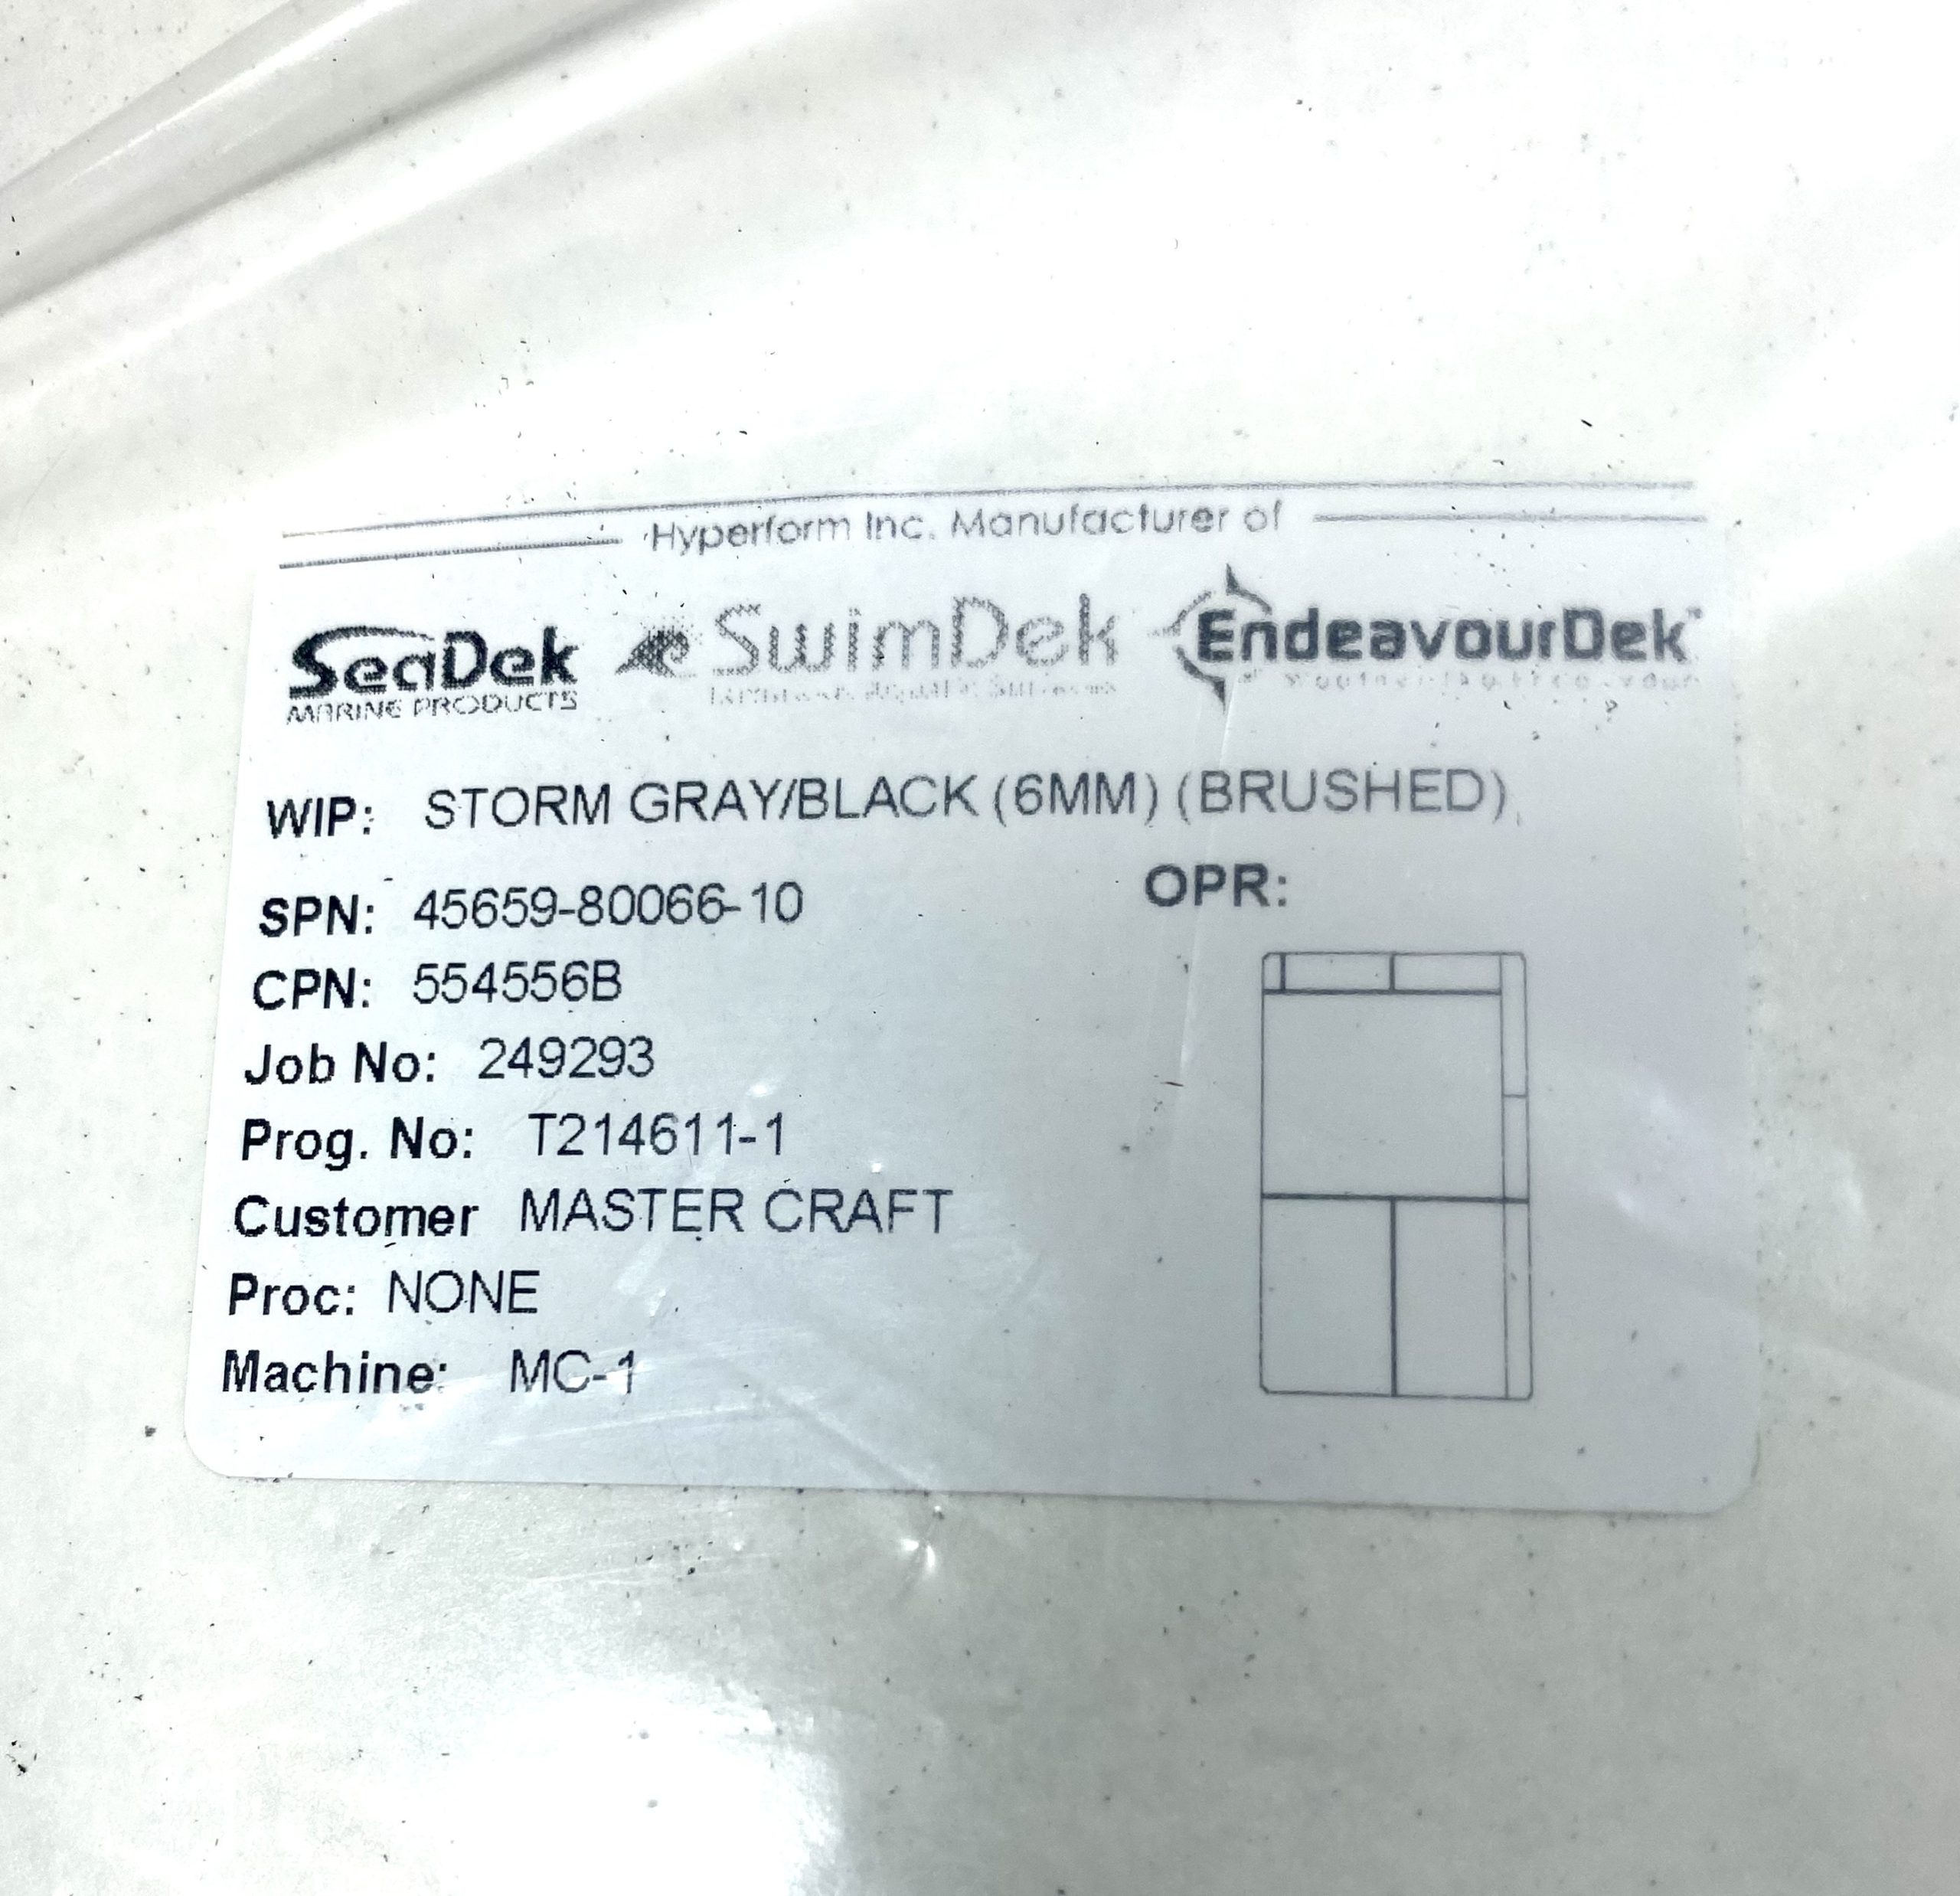 Hyperform Inc. Manufacturer of
SeaDek SwimDek EndeavourDek™
MARINE PRODUCTS
WIP: STORM GRAY/BLACK (6MM) (BRUSHED)
SPN: 45659-80066-10
OPR:
CPN: 554556B
Job No: 249293
Prog. No: T214611-1
Customer MASTER CRAFT
Proc: NONE
Machine: MC-1